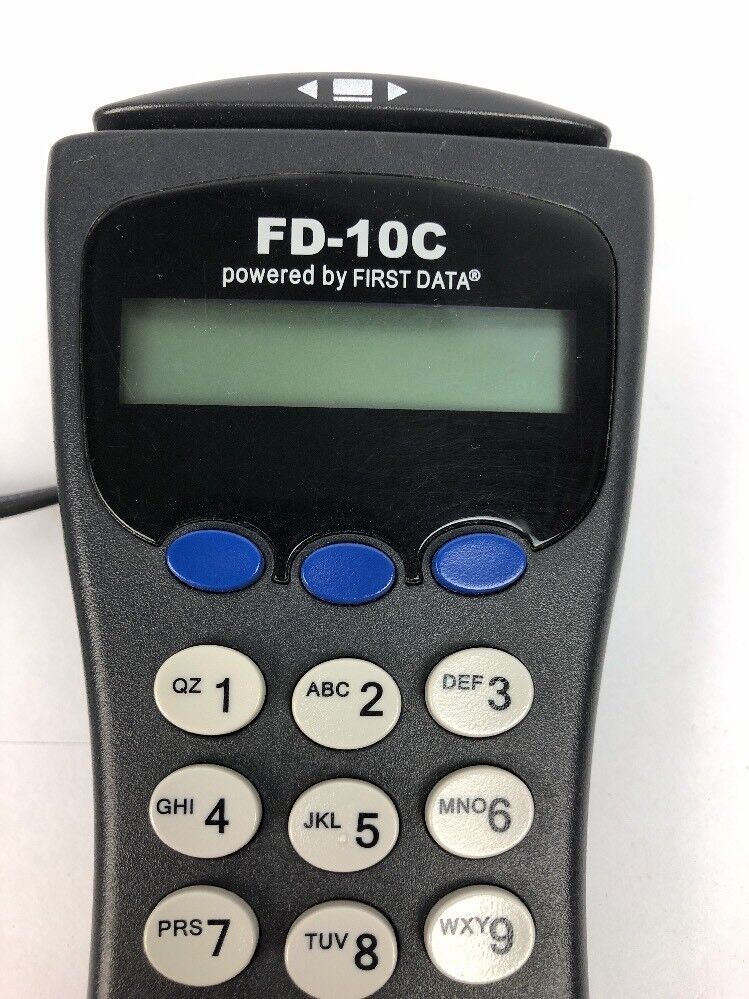 FD-10C
powered by FIRST DATA®
QZ 1 ABC 2 DEF 3
GHI 4 JKL 5 MNO 6
PRS 7 TUV 8 WXY 9